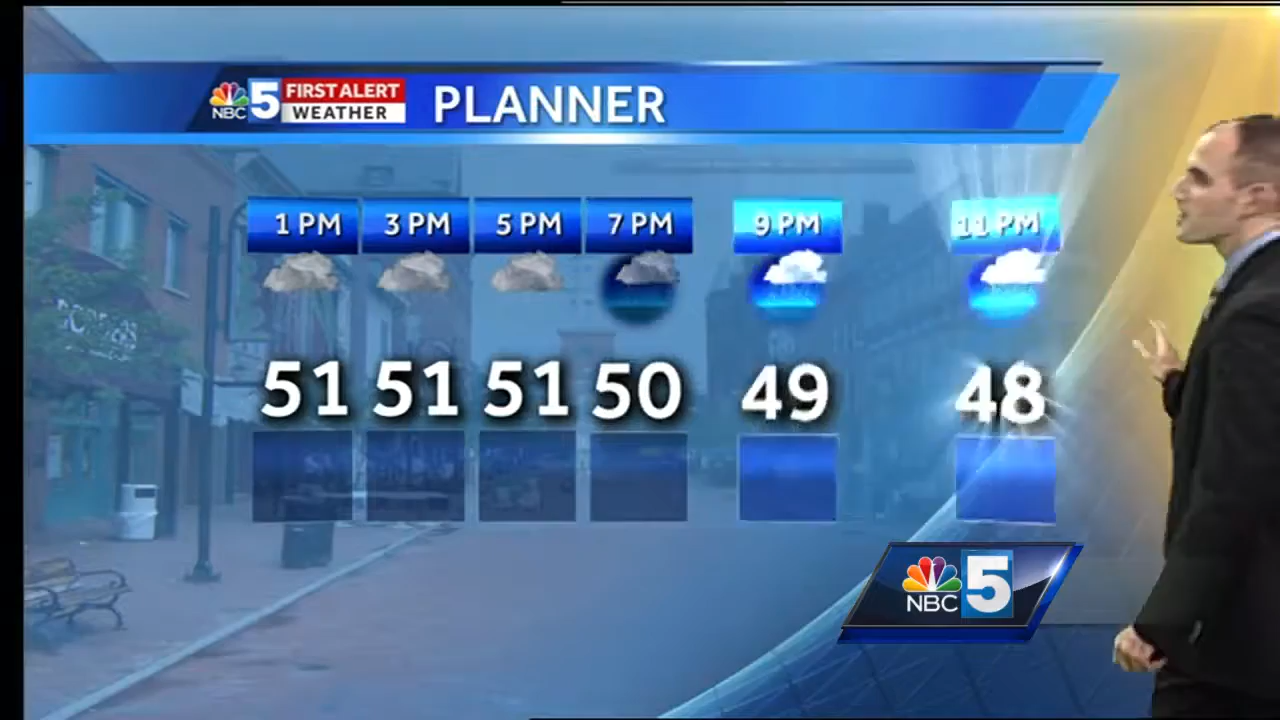 NBC 5 FIRST ALERT
WEATHER
PLANNER
1 PM 3 PM 5 PM 7 PM 9 PM 11 PM
51 51 51 50 49 48
NBC 5